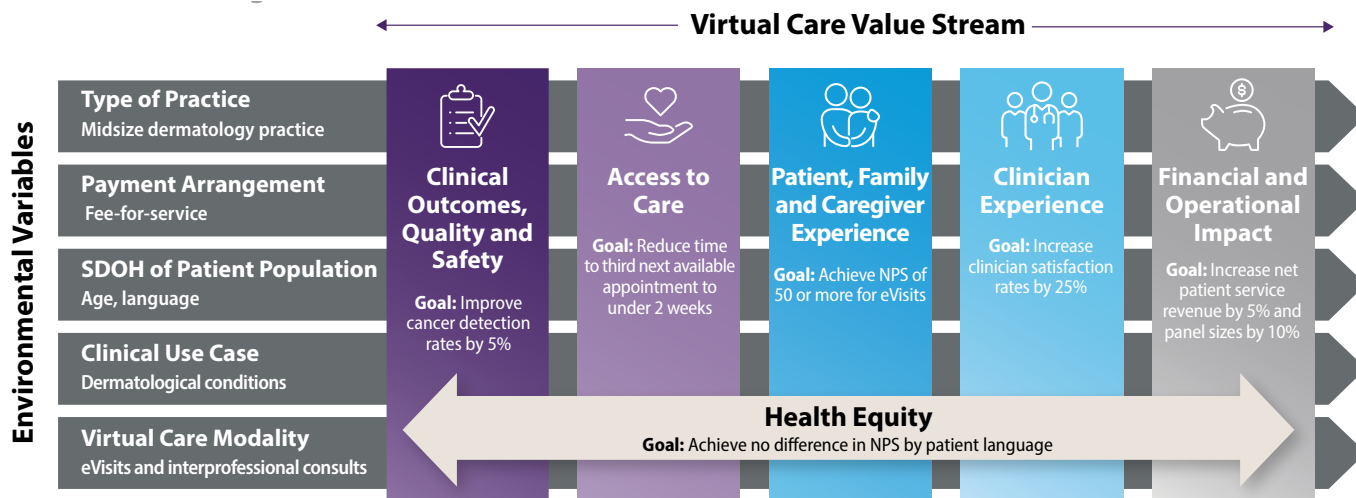 Virtual Care Value Stream
Environmental Variables
Type of Practice
Midsize dermatology practice
Payment Arrangement
Fee-for-service
SDOH of Patient Population
Age, language
Clinical Use Case
Dermatological conditions
Virtual Care Modality
eVisits and interprofessional consults
Clinical
Outcomes,
Quality and
Safety
Goal: Improve
cancer detection
rates by 5%
Access to
Care
Goal: Reduce time
to third next available
appointment to
under 2 weeks
Patient, Family
and Caregiver
Experience
Goal: Achieve NPS of
50 or more for eVisits
Clinician
Experience
Goal: Increase
clinician satisfaction
rates by 25%
$
Financial and
Operational
Impact
Goal: Increase net
patient service
revenue by 5% and
panel sizes by 10%
Health Equity
Goal: Achieve no difference in NPS by patient language